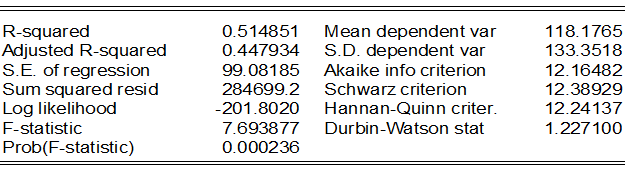 R-squared 0.514851 Mean dependent var 118.1765
Adjusted R-squared 0.447934 S.D. dependent var 133.3518
S.E. of regression 99.08185 Akaike info criterion 12.16482
Sum squared resid 284699.2 Schwarz criterion 12.38929
Log likelihood -201.8020 Hannan-Quinn criter. 12.24137
F-statistic 7.693877 Durbin-Watson stat 1.227100
Prob(F-statistic) 0.000236